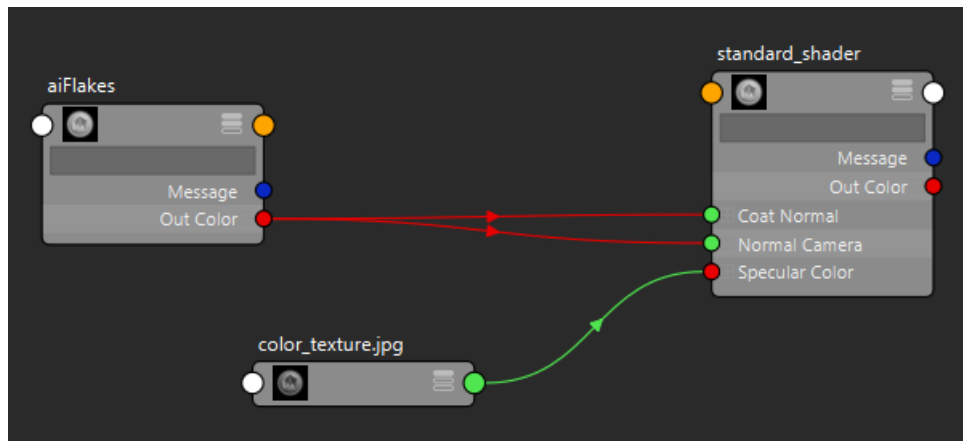 aiFlakes
Message
Out Color
color_texture.jpg
standard_shader
Message
Out Color
Coat Normal
Normal Camera
Specular Color